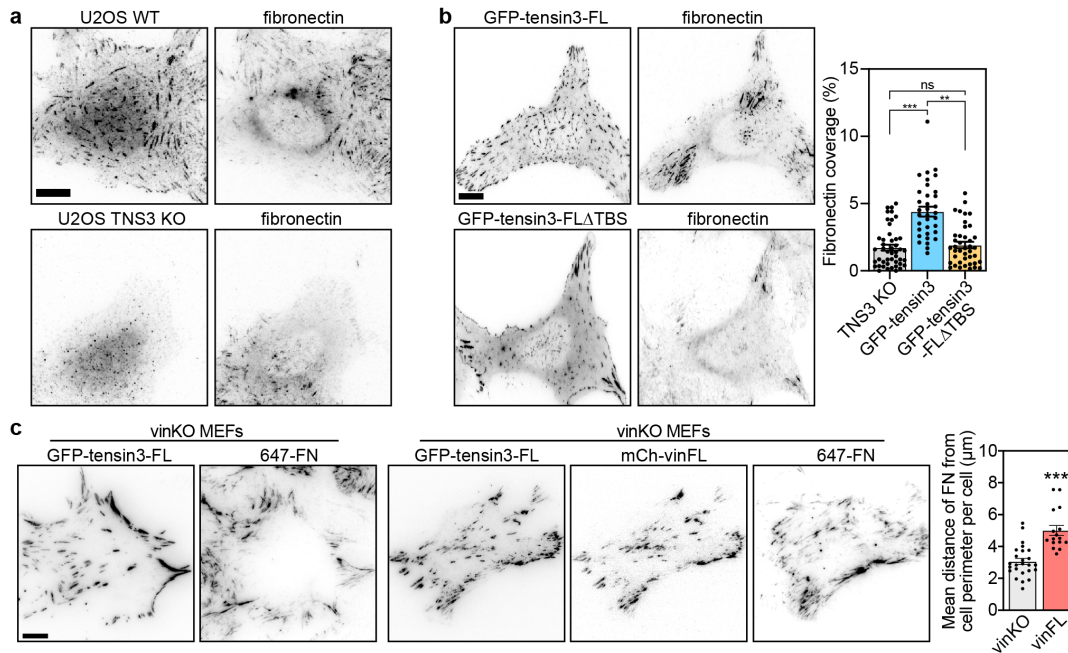 a
U2OS WT
fibronectin
U2OS TNS3 KO
fibronectin
b
GFP-tensin3-FL
fibronectin
GFP-tensin3-FLΔTBS
fibronectin
Fibronectin coverage (%)
15
10
5
0
ns
***
**
TNS3 KO
GFP-tensin3
GFP-tensin3
-FLΔTBS
c
vinKO MEFs
GFP-tensin3-FL
647-FN
vinKO MEFs
GFP-tensin3-FL
mCh-vinFL
647-FN
Mean distance of FN from
cell perimeter per cell (µm)
10
8
6
4
2
0
***
vinKO
vinFL